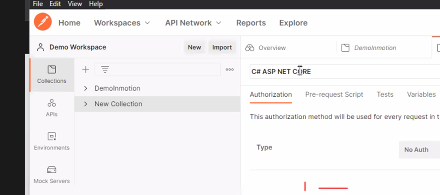 File Edit View Help
Home Workspaces API Network Reports Explore
Demo Workspace New Import Overview DemoInmotion
C# ASP NET CORE
Collections
DemoInmotion
New Collection
Authorization Pre-request Script Tests Variables
APIs
This authorization method will be used for every request in t
Environments
Type No Auth
Mock Servers